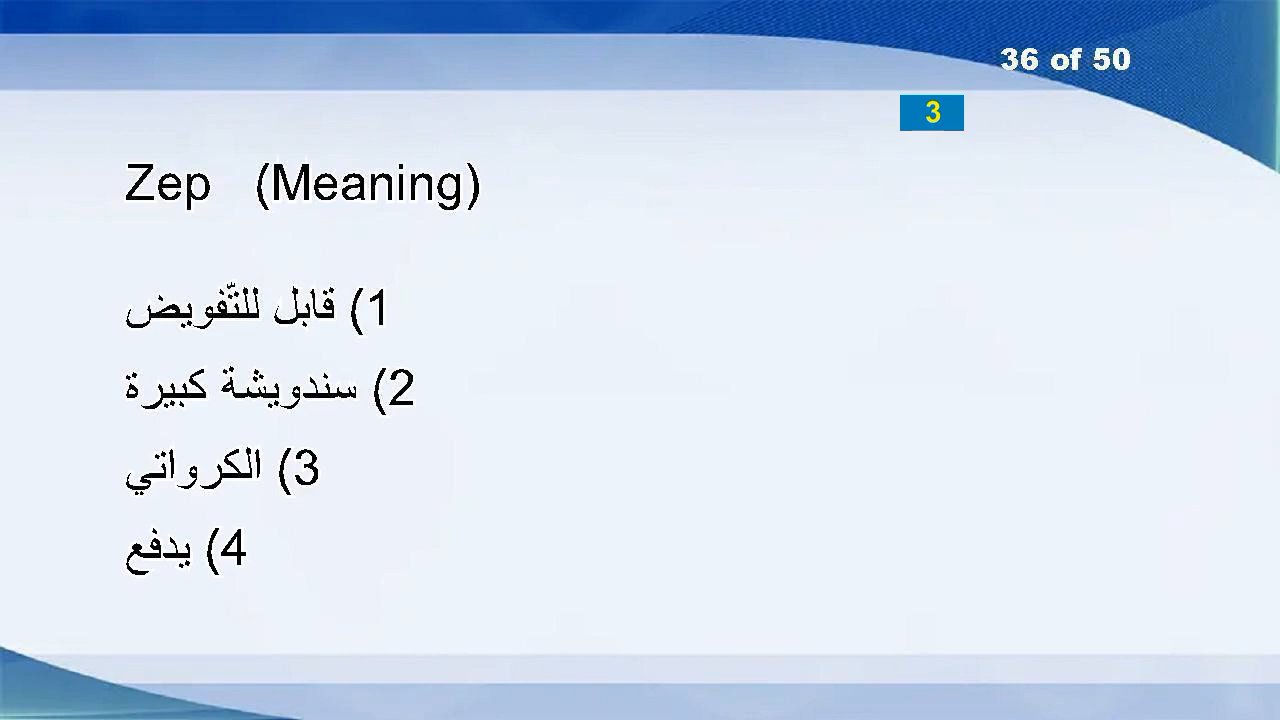 36 of 50
3
Zep (Meaning)
1) قابل للتّفويض
2) سندويشة كبيرة
3) الكرواتي
4) يدفع